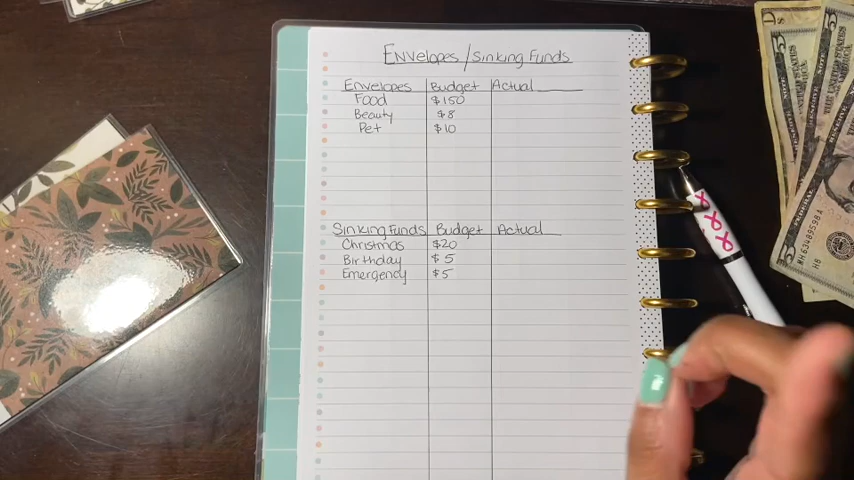 Envelopes/Sinking Funds
Envelopes Budget Actual
Food $150
Beauty $8
Pet $10
Sinking Funds Budget Actual
Christmas $20
Birthday $5
Emergency $5
XXX